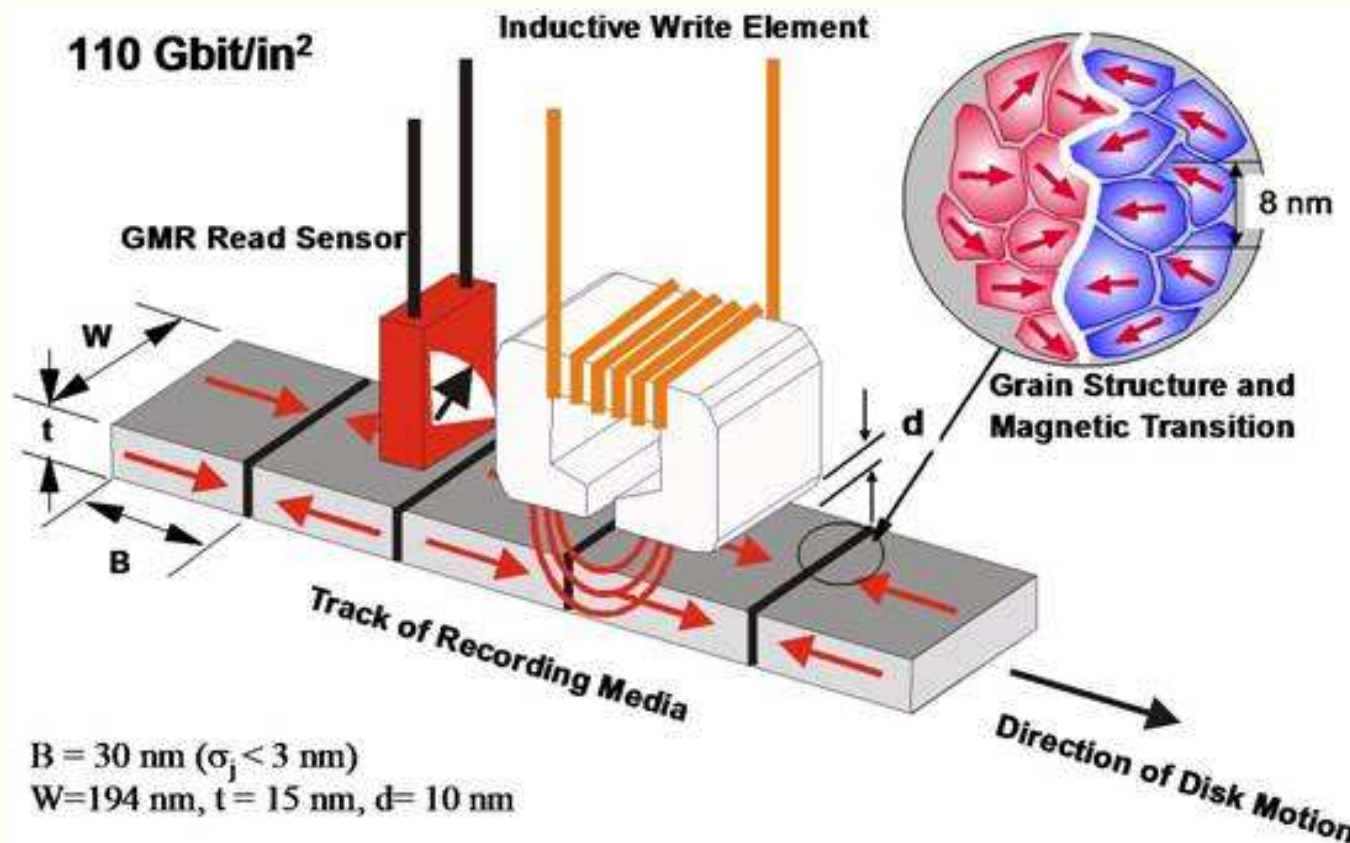 110 Gbit/in²
Inductive Write Element
GMR Read Sensor
8 nm
W
t
B
d
Grain Structure and
Magnetic Transition
Track of Recording Media
Direction of Disk Motion
B = 30 nm (σj < 3 nm)
W=194 nm, t = 15 nm, d= 10 nm